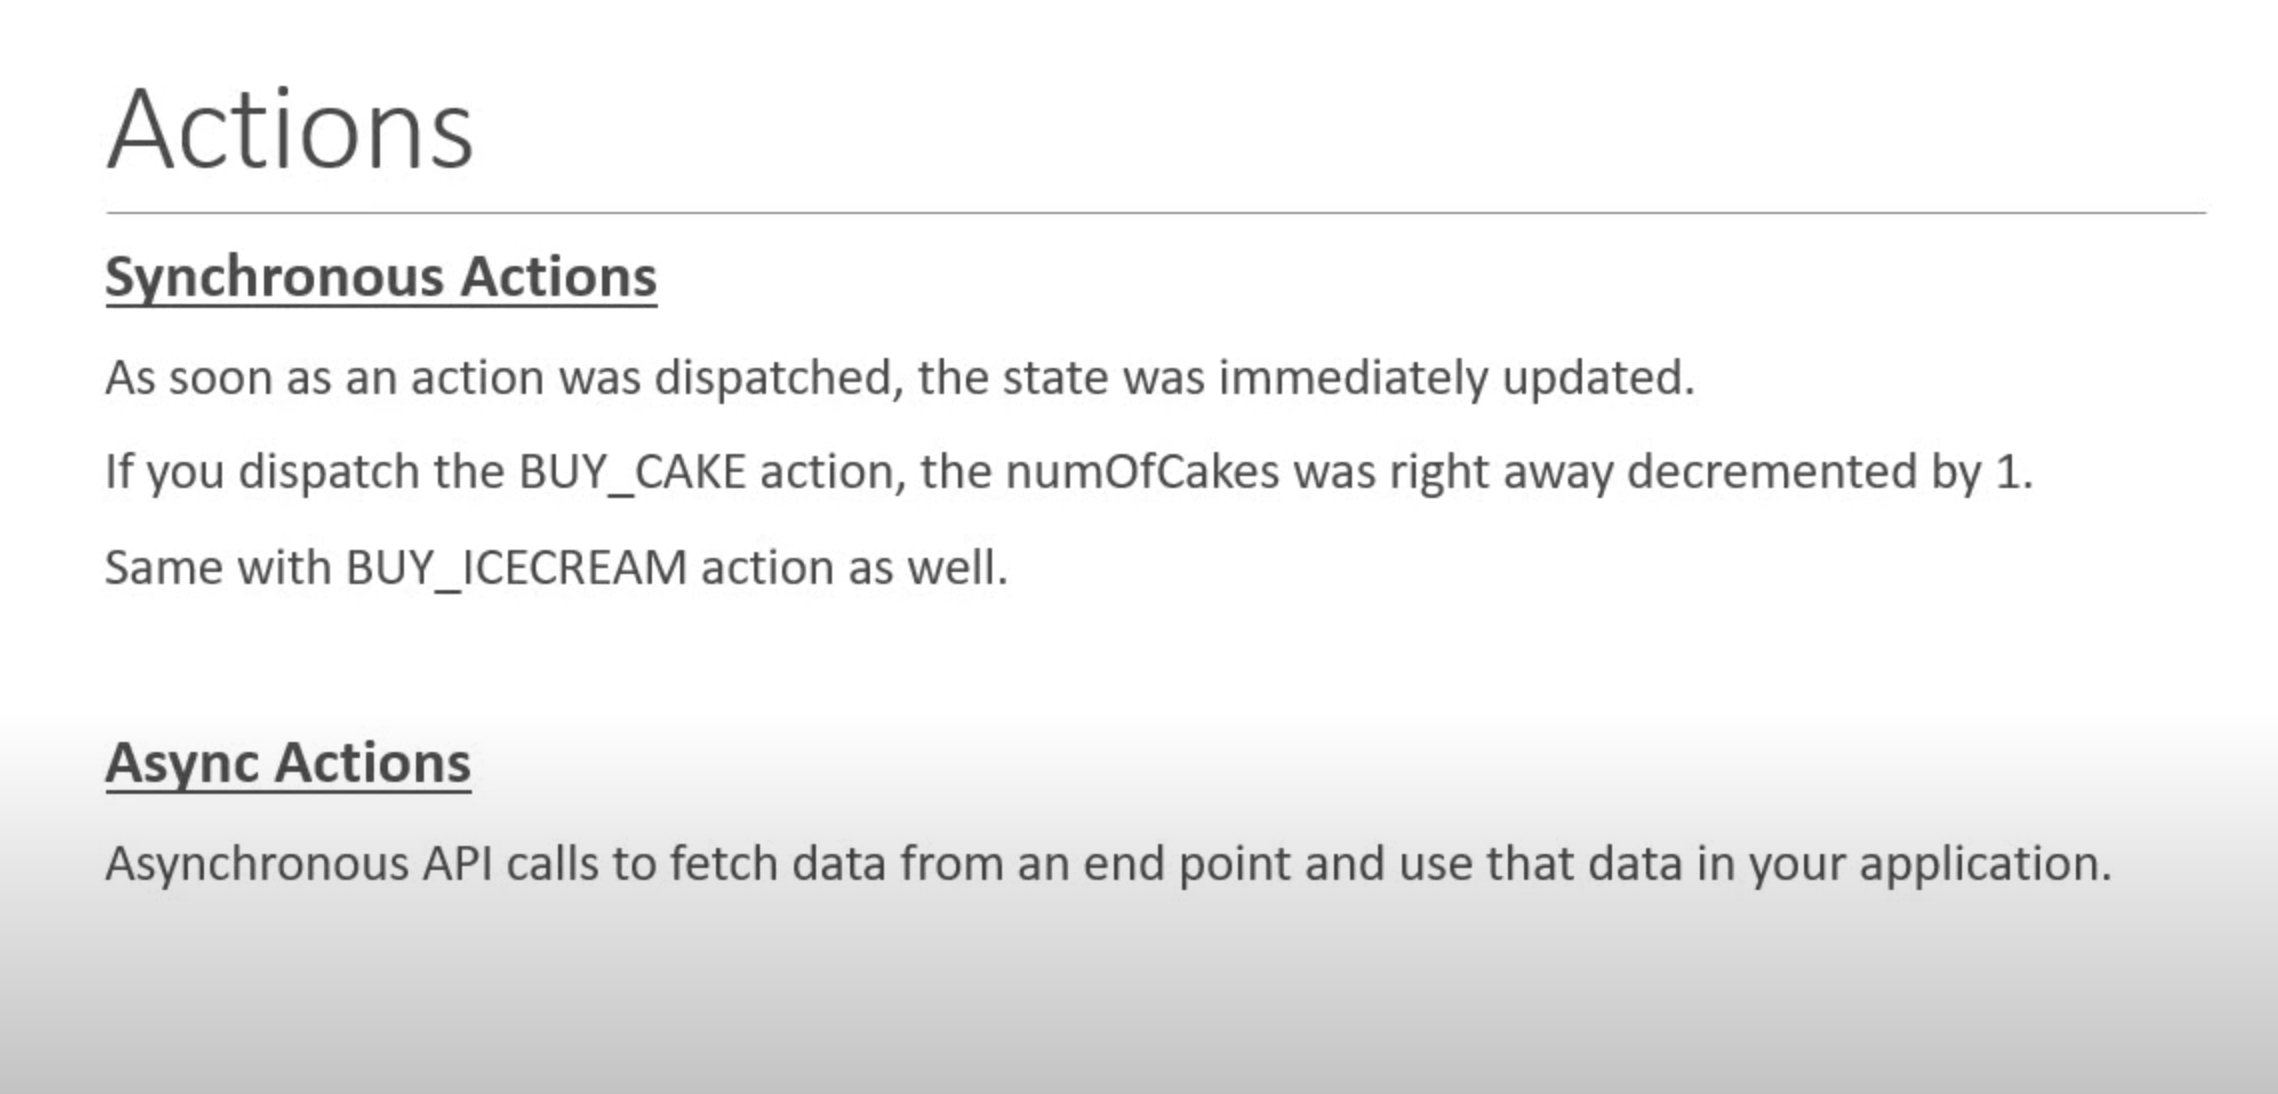 Actions
Synchronous Actions
As soon as an action was dispatched, the state was immediately updated.
If you dispatch the BUY_CAKE action, the numOfCakes was right away decremented by 1.
Same with BUY_ICECREAM action as well.
Async Actions
Asynchronous API calls to fetch data from an end point and use that data in your application.